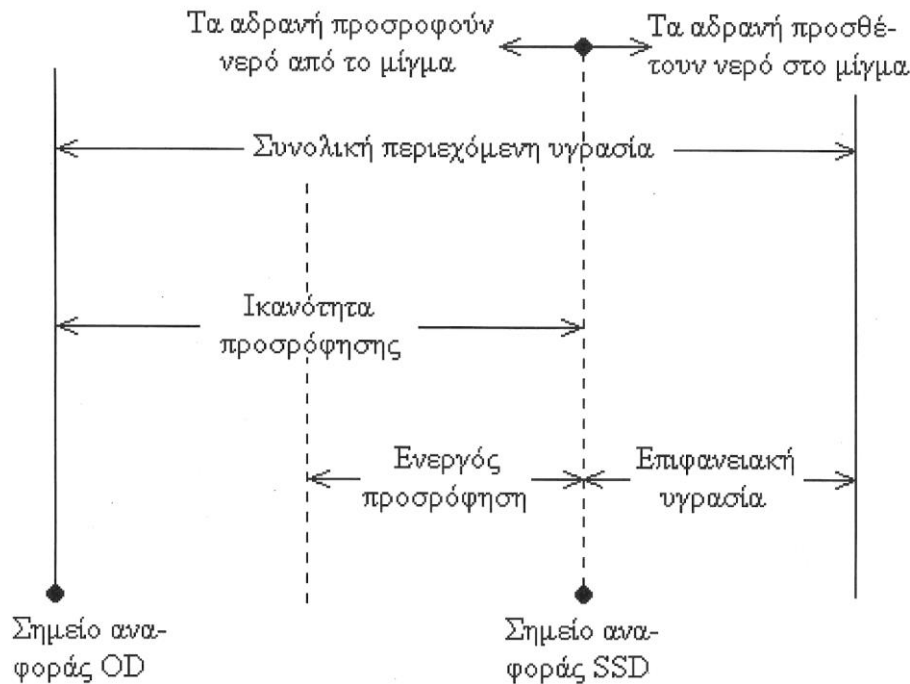 Τα αδρανή προσροφούν
νερό από το μίγμα
Τα αδρανή προσθέ-
τουν νερό στο μίγμα
Συνολική περιεχόμενη υγρασία
Ικανότητα
προσρόφησης
Ενεργός
προσρόφηση
Επιφανειακή
υγρασία
Σημείο ανα-
φοράς OD
Σημείο ανα-
φοράς SSD